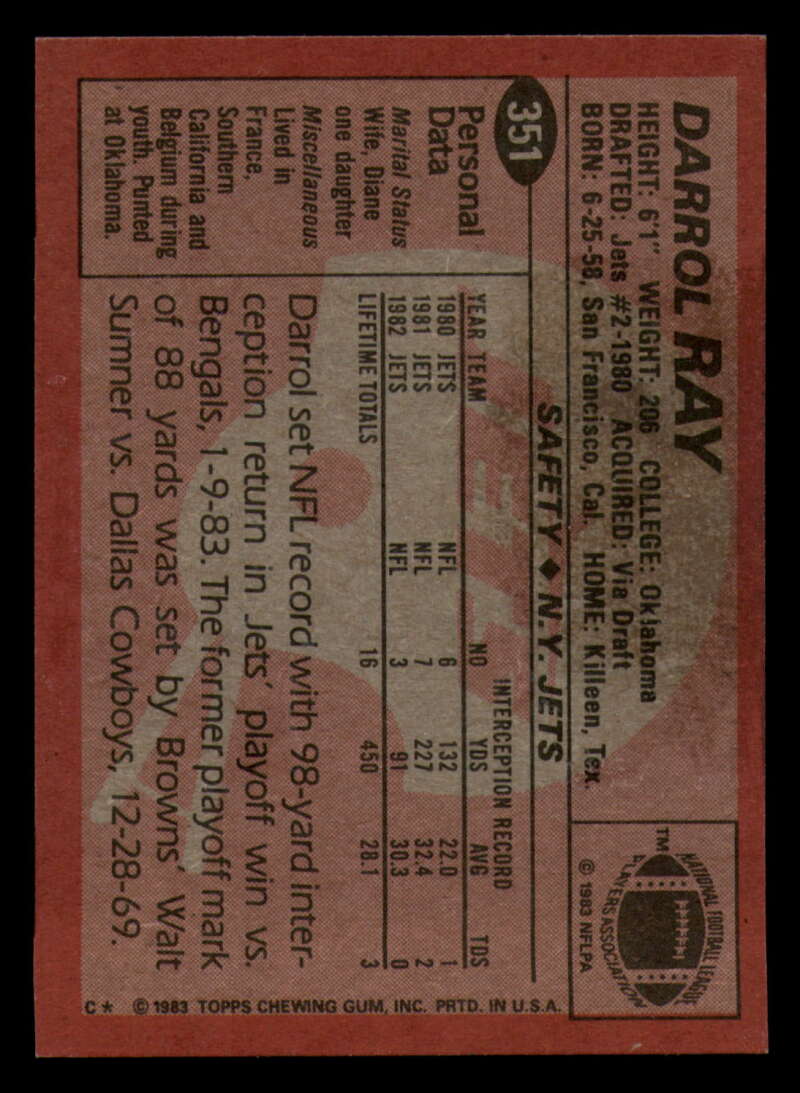 DARROL RAY
HEIGHT: 6'1" WEIGHT: 206 COLLEGE: Oklahoma
DRAFTED: Jets #2-1980 ACQUIRED: Via Draft
BORN: 6-25-58, San Francisco, Cal. HOME: Killeen, Tex.
NATIONAL FOOTBALL LEAGUE
PLAYERS ASSOCIATION
TM
© 1983 NFLPA
351
SAFETY ◆ N.Y. JETS
Personal
Data
Marital Status
Wife, Diane
one daughter
Miscellaneous
Lived in
France,
Southern
California and
Belgium during
youth. Punted
at Oklahoma.
INTERCEPTION RECORD
YEAR TEAM NO YDS AVG TDS
1980 JETS NFL 6 132 22.0 1
1981 JETS NFL 7 227 32.4 2
1982 JETS NFL 3 91 30.3 0
LIFETIME TOTALS 16 450 28.1 3
Darrol set NFL record with 98-yard inter-
ception return in Jets' playoff win vs.
Bengals, 1-9-83. The former playoff mark
of 88 yards was set by Browns' Walt
Sumner vs. Dallas Cowboys, 12-28-69.
C* © 1983 TOPPS CHEWING GUM, INC. PRTD. IN U.S.A.